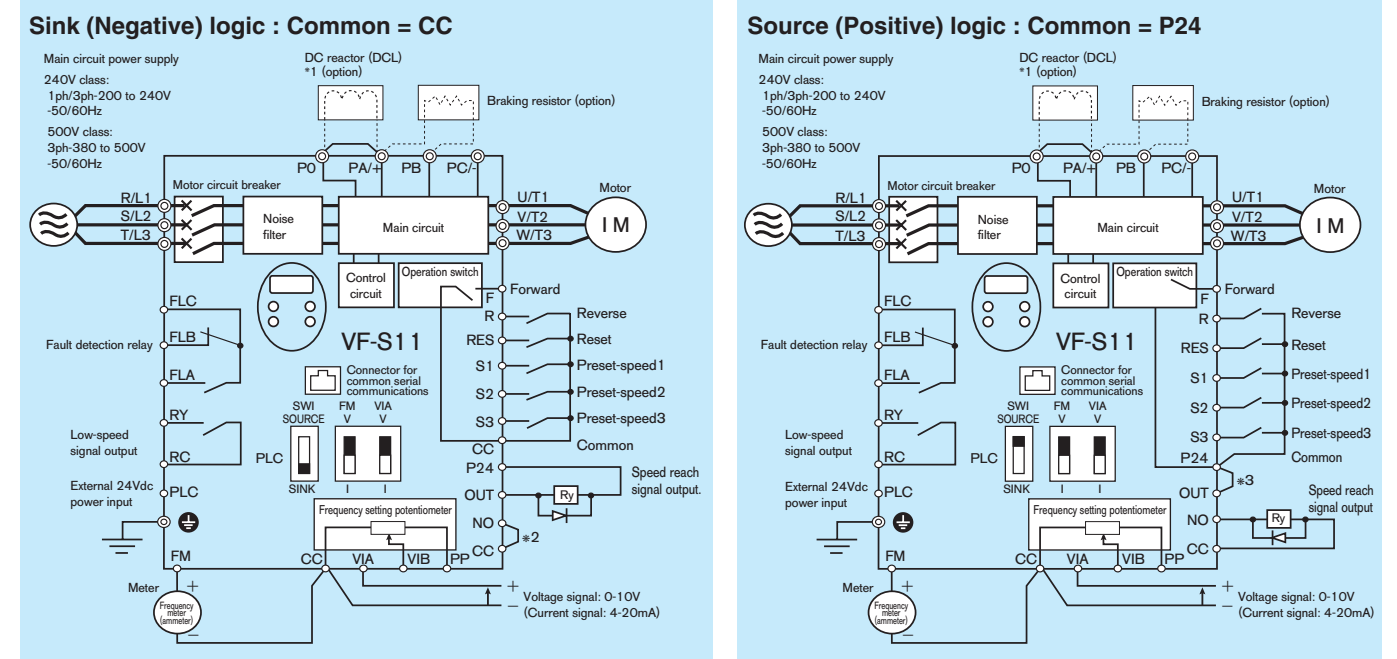 Sink (Negative) logic : Common = CC
Main circuit power supply
240V class:
1ph/3ph-200 to 240V
-50/60Hz
500V class:
3ph-380 to 500V
-50/60Hz
DC reactor (DCL)
*1 (option)
Braking resistor (option)
P0
PA/+
PB
PC/-
Motor circuit breaker
R/L1
S/L2
T/L3
Noise
filter
Main circuit
U/T1
V/T2
W/T3
Motor
I M
Control
circuit
Operation switch
F
Forward
R
Reverse
RES
Reset
S1
Preset-speed1
S2
Preset-speed2
S3
Preset-speed3
CC
Common
P24
OUT
Ry
Speed reach
signal output.
NO
CC
*2
FLC
FLB
FLA
Fault detection relay
VF-S11
Connector for
common serial
communications
RY
RC
Low-speed
signal output
SWI
SOURCE
FM
V
VIA
V
PLC
SINK
I
I
External 24Vdc
power input
PLC
Frequency setting potentiometer
FM
CC
VIA
VIB
PP
Meter
+
Frequency
meter
(ammeter)
−
+
−
Voltage signal: 0-10V
(Current signal: 4-20mA)
Source (Positive) logic : Common = P24
Main circuit power supply
240V class:
1ph/3ph-200 to 240V
-50/60Hz
500V class:
3ph-380 to 500V
-50/60Hz
DC reactor (DCL)
*1 (option)
Braking resistor (option)
P0
PA/+
PB
PC/-
Motor circuit breaker
R/L1
S/L2
T/L3
Noise
filter
Main circuit
U/T1
V/T2
W/T3
Motor
I M
Control
circuit
Operation switch
F
Forward
R
Reverse
RES
Reset
S1
Preset-speed1
S2
Preset-speed2
S3
Preset-speed3
P24
Common
*3
OUT
NO
Ry
Speed reach
signal output
CC
FLC
FLB
FLA
Fault detection relay
VF-S11
Connector for
common serial
communications
RY
RC
Low-speed
signal output
SWI
SOURCE
FM
V
VIA
V
PLC
SINK
I
I
External 24Vdc
power input
PLC
Frequency setting potentiometer
FM
CC
VIA
VIB
PP
Meter
+
Frequency
meter
(ammeter)
−
+
−
Voltage signal: 0-10V
(Current signal: 4-20mA)